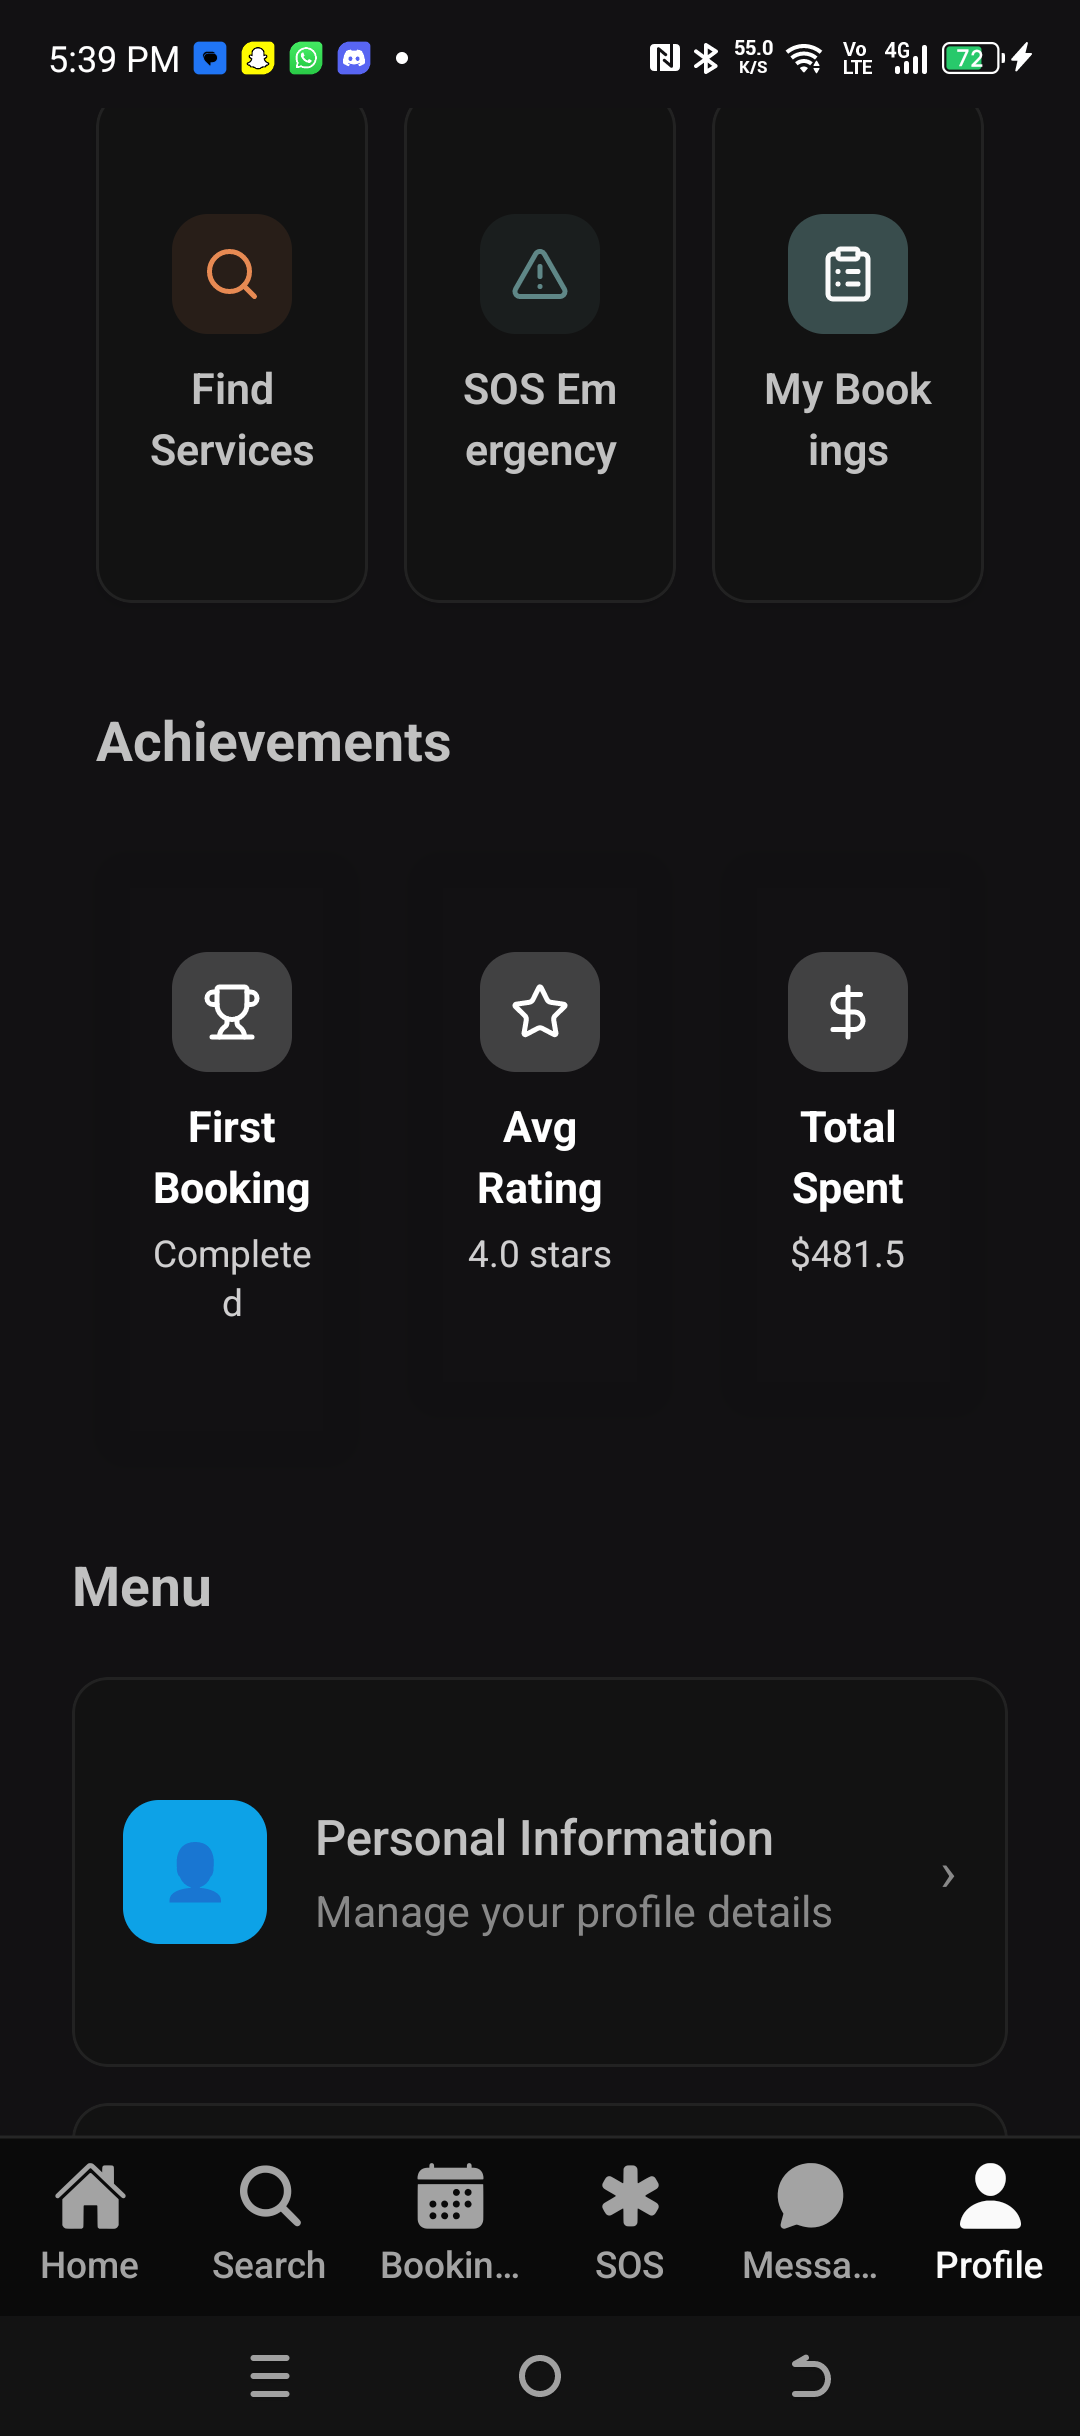 5:39 PM
55.0
K/S
Vo
LTE
4G
72
Find
Services
SOS Em
ergency
My Book
ings
Achievements
First
Booking
Complete
d
Avg
Rating
4.0 stars
Total
Spent
$481.5
Menu
Personal Information
Manage your profile details
›
Home
Search
Bookin...
SOS
Messa...
Profile